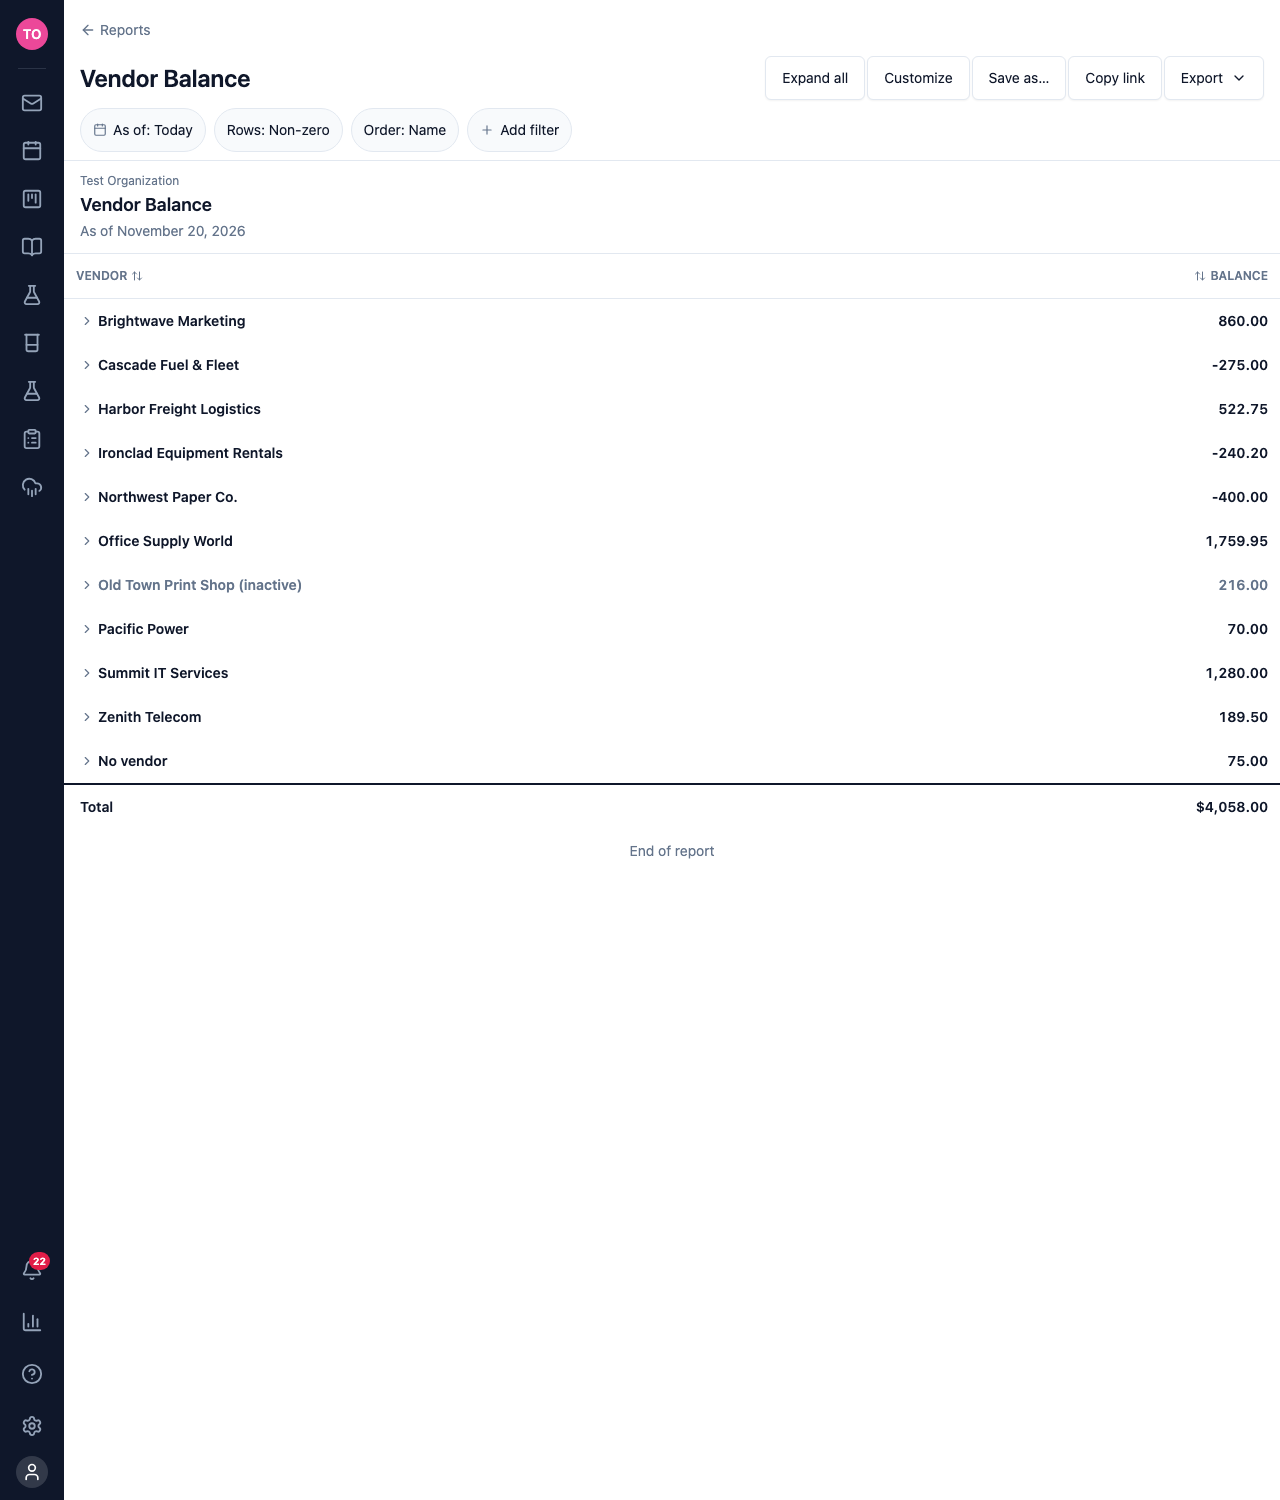 TO
Reports
Vendor Balance
Expand all
Customize
Save as...
Copy link
Export
As of: Today
Rows: Non-zero
Order: Name
Add filter
Test Organization
Vendor Balance
As of November 20, 2026
VENDOR BALANCE
Brightwave Marketing 860.00
Cascade Fuel & Fleet -275.00
Harbor Freight Logistics 522.75
Ironclad Equipment Rentals -240.20
Northwest Paper Co. -400.00
Office Supply World 1,759.95
Old Town Print Shop (inactive) 216.00
Pacific Power 70.00
Summit IT Services 1,280.00
Zenith Telecom 189.50
No vendor 75.00
Total $4,058.00
End of report
22